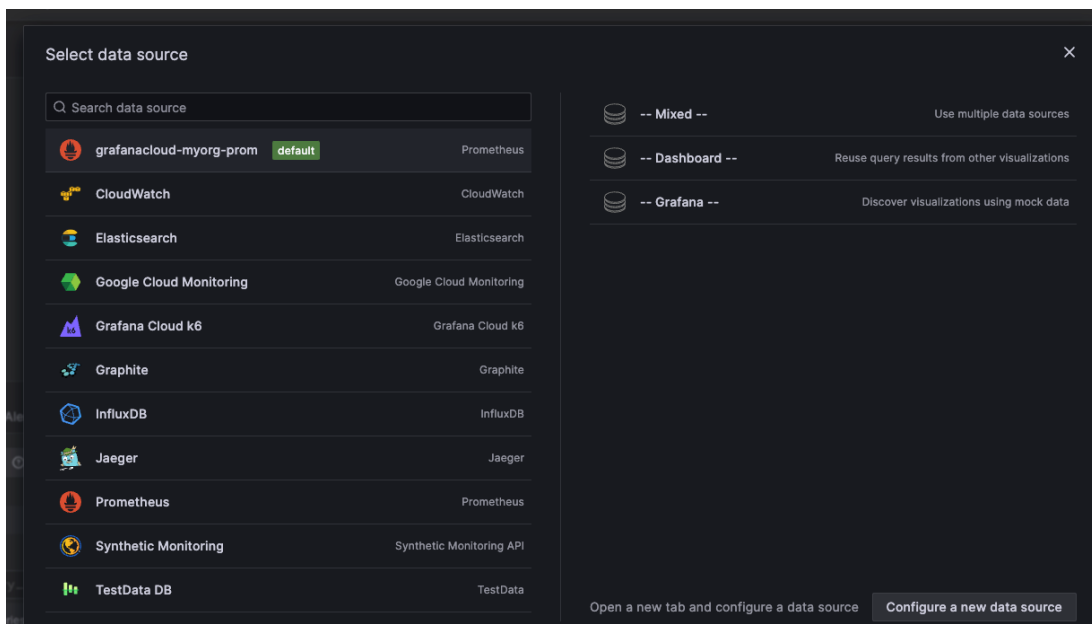 Select data source
Search data source
grafanacloud-myorg-prom default Prometheus
CloudWatch CloudWatch
Elasticsearch Elasticsearch
Google Cloud Monitoring Google Cloud Monitoring
k6 Grafana Cloud k6 Grafana Cloud k6
Graphite Graphite
InfluxDB InfluxDB
Jaeger Jaeger
Prometheus Prometheus
Synthetic Monitoring Synthetic Monitoring API
TestData DB TestData
-- Mixed -- Use multiple data sources
-- Dashboard -- Reuse query results from other visualizations
-- Grafana -- Discover visualizations using mock data
Open a new tab and configure a data source Configure a new data source